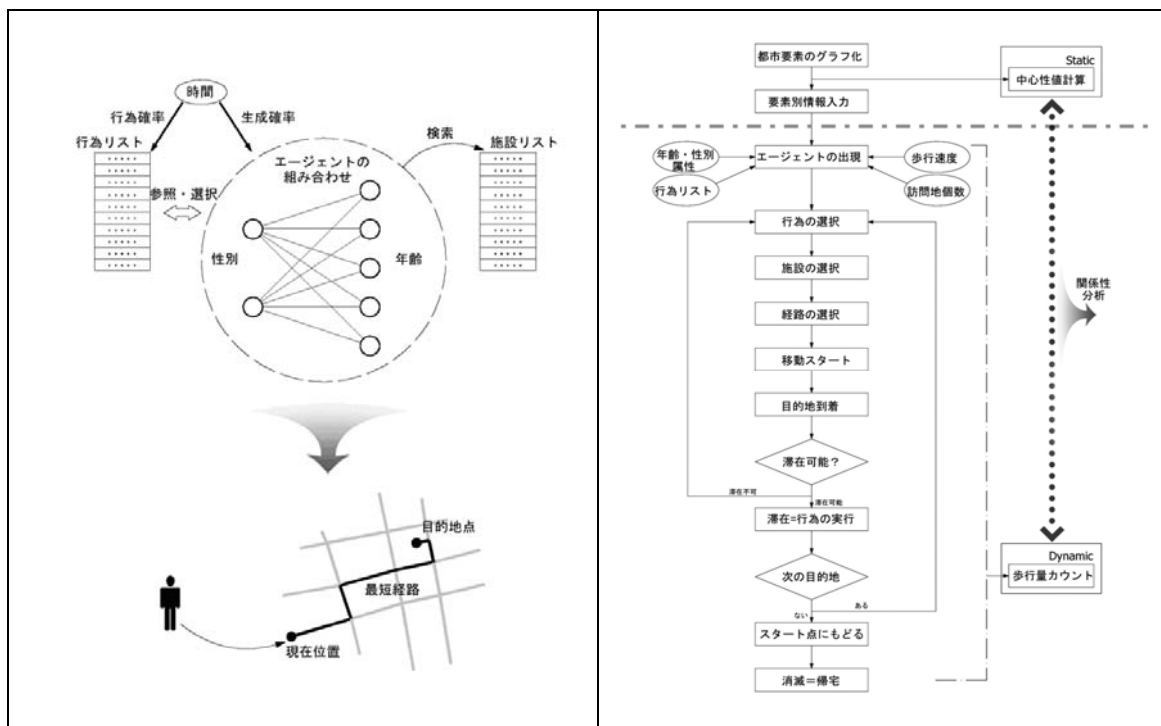 時間
行為確率
生成確率
行為リスト
検索
施設リスト
エージェントの
組み合わせ
参照・選択
性別
年齢
目的地点
最短経路
現在位置
都市要素のグラフ化
Static
中心性値計算
要素別情報入力
年齢・性別
属性
エージェントの出現
歩行速度
行為リスト
訪問地個数
行為の選択
施設の選択
関係性
分析
経路の選択
移動スタート
目的地到着
滞在可能?
滞在不可
滞在可能
滞在=行為の実行
Dynamic
次の目的地
歩行量カウント
ある
ない
スタート点にもどる
消滅=帰宅